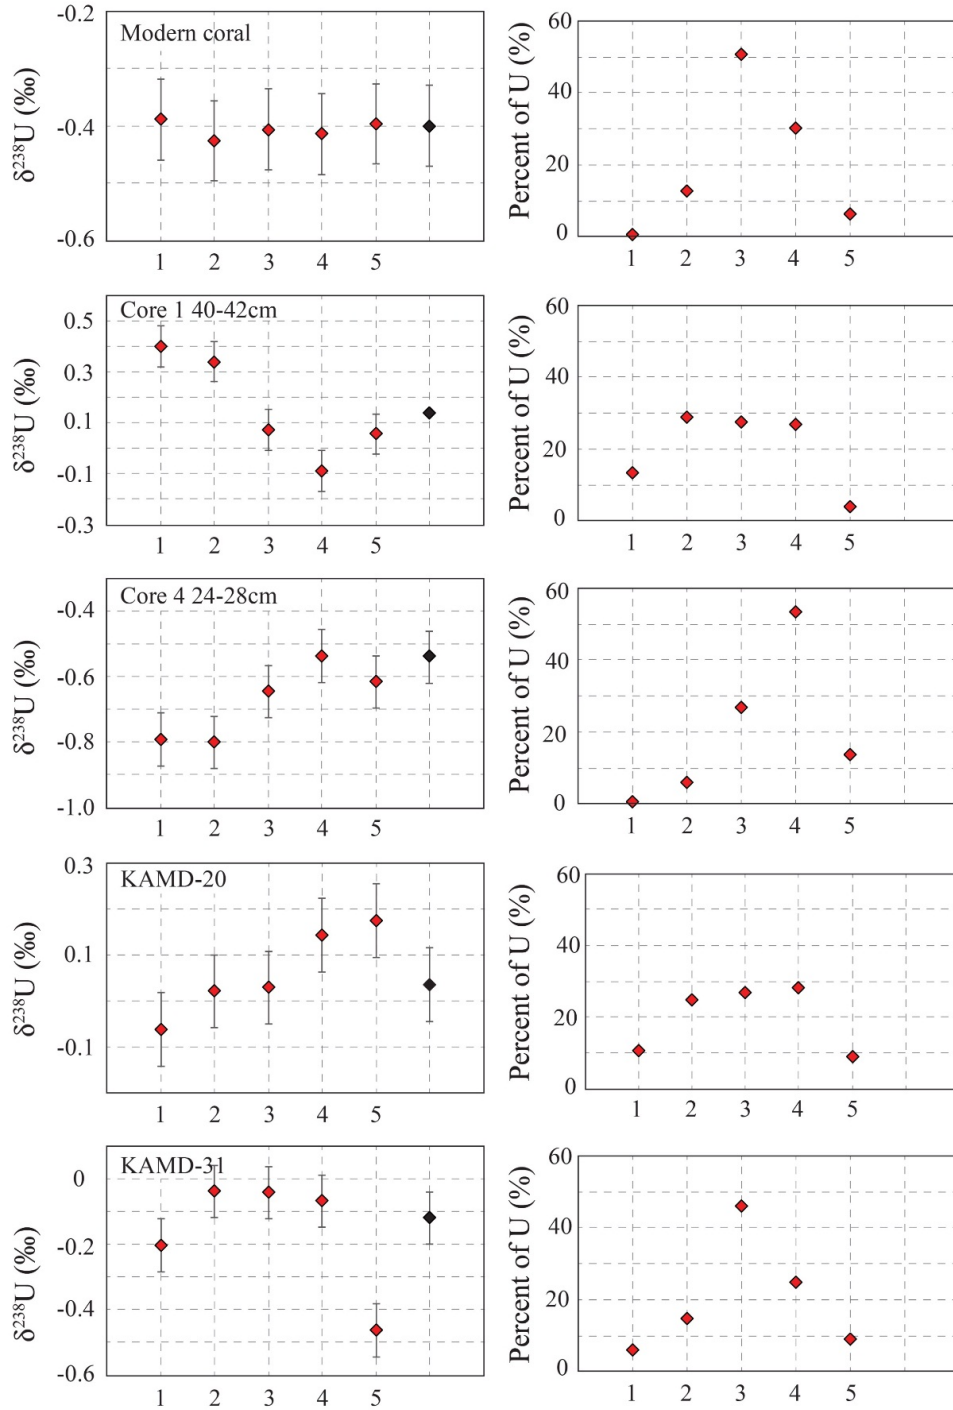 Modern coral
δ²³⁸U (‰)
-0.2
-0.4
-0.6
1 2 3 4 5
Percent of U (%)
60
40
20
0
1 2 3 4 5
Core 1 40-42cm
δ²³⁸U (‰)
0.5
0.3
0.1
-0.1
-0.3
1 2 3 4 5
Percent of U (%)
60
40
20
0
1 2 3 4 5
Core 4 24-28cm
δ²³⁸U (‰)
-0.4
-0.6
-0.8
-1.0
1 2 3 4 5
Percent of U (%)
60
40
20
0
1 2 3 4 5
KAMD-20
δ²³⁸U (‰)
0.3
0.1
-0.1
1 2 3 4 5
Percent of U (%)
60
40
20
0
1 2 3 4 5
KAMD-31
δ²³⁸U (‰)
0
-0.2
-0.4
-0.6
1 2 3 4 5
Percent of U (%)
60
40
20
0
1 2 3 4 5